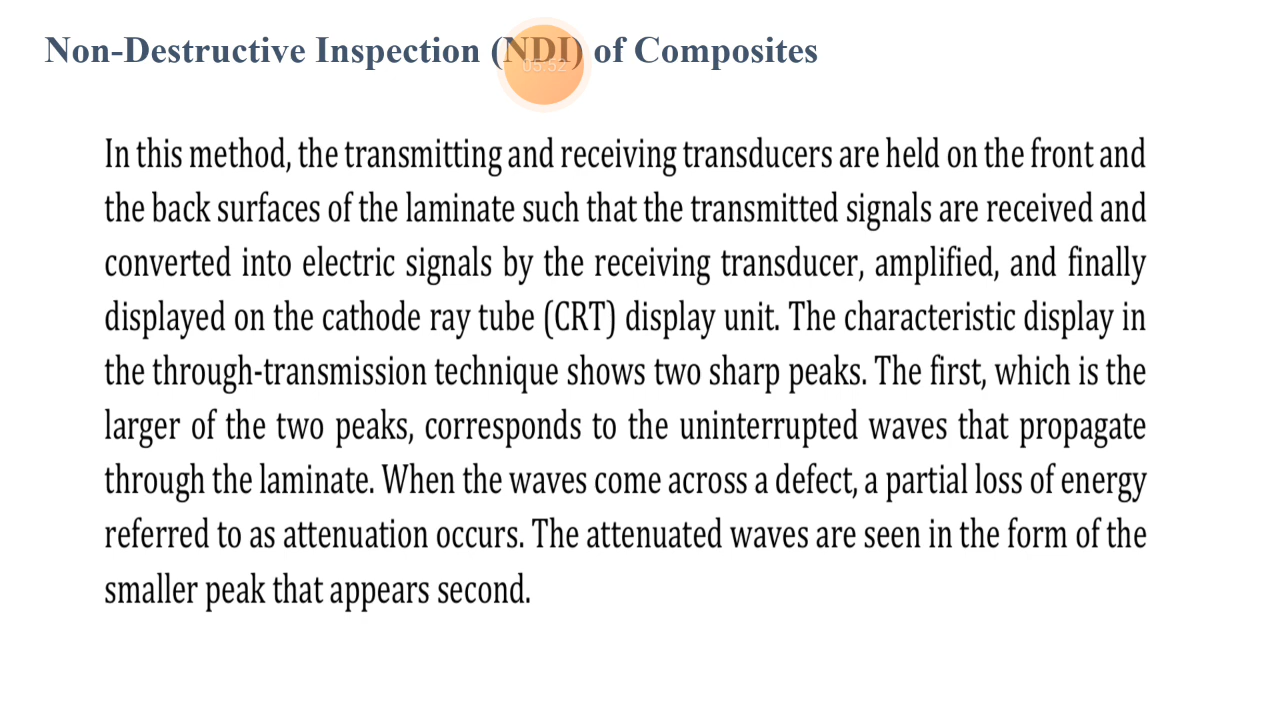 Non-Destructive Inspection (NDI) of Composites
05:52
In this method, the transmitting and receiving transducers are held on the front and
the back surfaces of the laminate such that the transmitted signals are received and
converted into electric signals by the receiving transducer, amplified, and finally
displayed on the cathode ray tube (CRT) display unit. The characteristic display in
the through-transmission technique shows two sharp peaks. The first, which is the
larger of the two peaks, corresponds to the uninterrupted waves that propagate
through the laminate. When the waves come across a defect, a partial loss of energy
referred to as attenuation occurs. The attenuated waves are seen in the form of the
smaller peak that appears second.